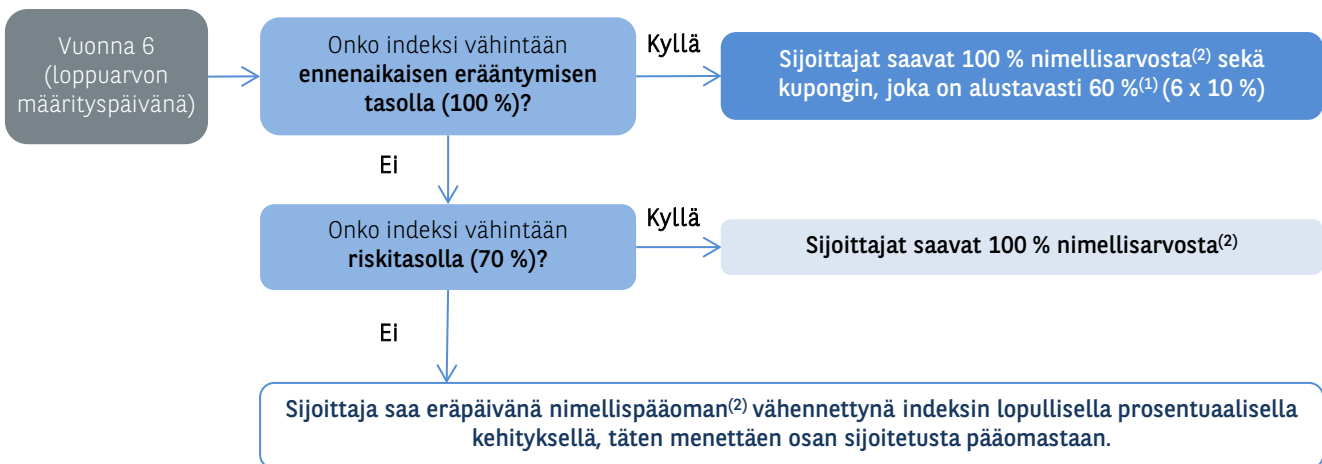 Vuonna 6
(loppuarvon
määrityspäivänä)
Onko indeksi vähintään
ennenaikaisen erääntymisen
tasolla (100 %)?
Kyllä
Sijoittajat saavat 100 % nimellisarvosta(2) sekä
kupongin, joka on alustavasti 60 %(1) (6 x 10 %)
Ei
Onko indeksi vähintään
riskitasolla (70 %)?
Kyllä
Sijoittajat saavat 100 % nimellisarvosta(2)
Ei
Sijoittaja saa eräpäivänä nimellispääoman(2) vähennettynä indeksin lopullisella prosentuaalisella
kehityksellä, täten menettäen osan sijoitetusta pääomastaan.